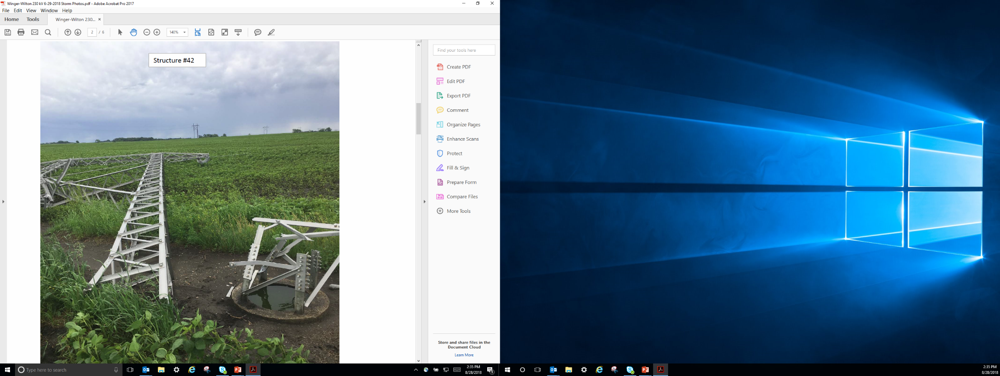 Winger-Wilton 230 kV 6-29-2018 Storm Photos.pdf - Adobe Acrobat Pro 2017
File Edit View Window Help
Home Tools Winger-Wilton 230... ×
2 / 6 140%
Structure #42
Find your tools here
Create PDF
Edit PDF
Export PDF
Comment
Organize Pages
Enhance Scans
Protect
Fill & Sign
Prepare Form
Compare Files
More Tools
Store and share files in the
Document Cloud
Learn More
Type here to search
2:35 PM
8/28/2018
1
2:35 PM
8/28/2018